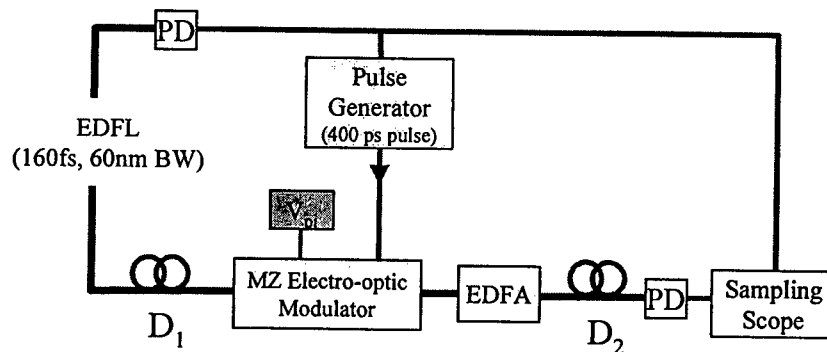 PD
Pulse
Generator
(400 ps pulse)
EDFL
(160fs, 60nm BW)
V_pi
MZ Electro-optic
Modulator
EDFA
PD
Sampling
Scope
D₁
D₂